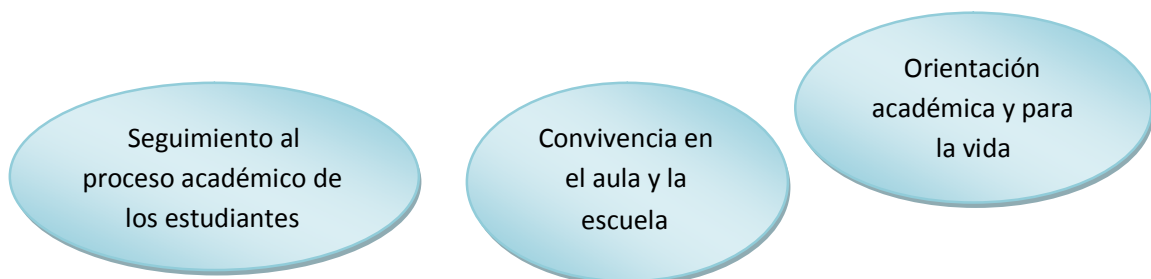 Seguimiento al
proceso académico de
los estudiantes
Convivencia en
el aula y la
escuela
Orientación
académica y para
la vida